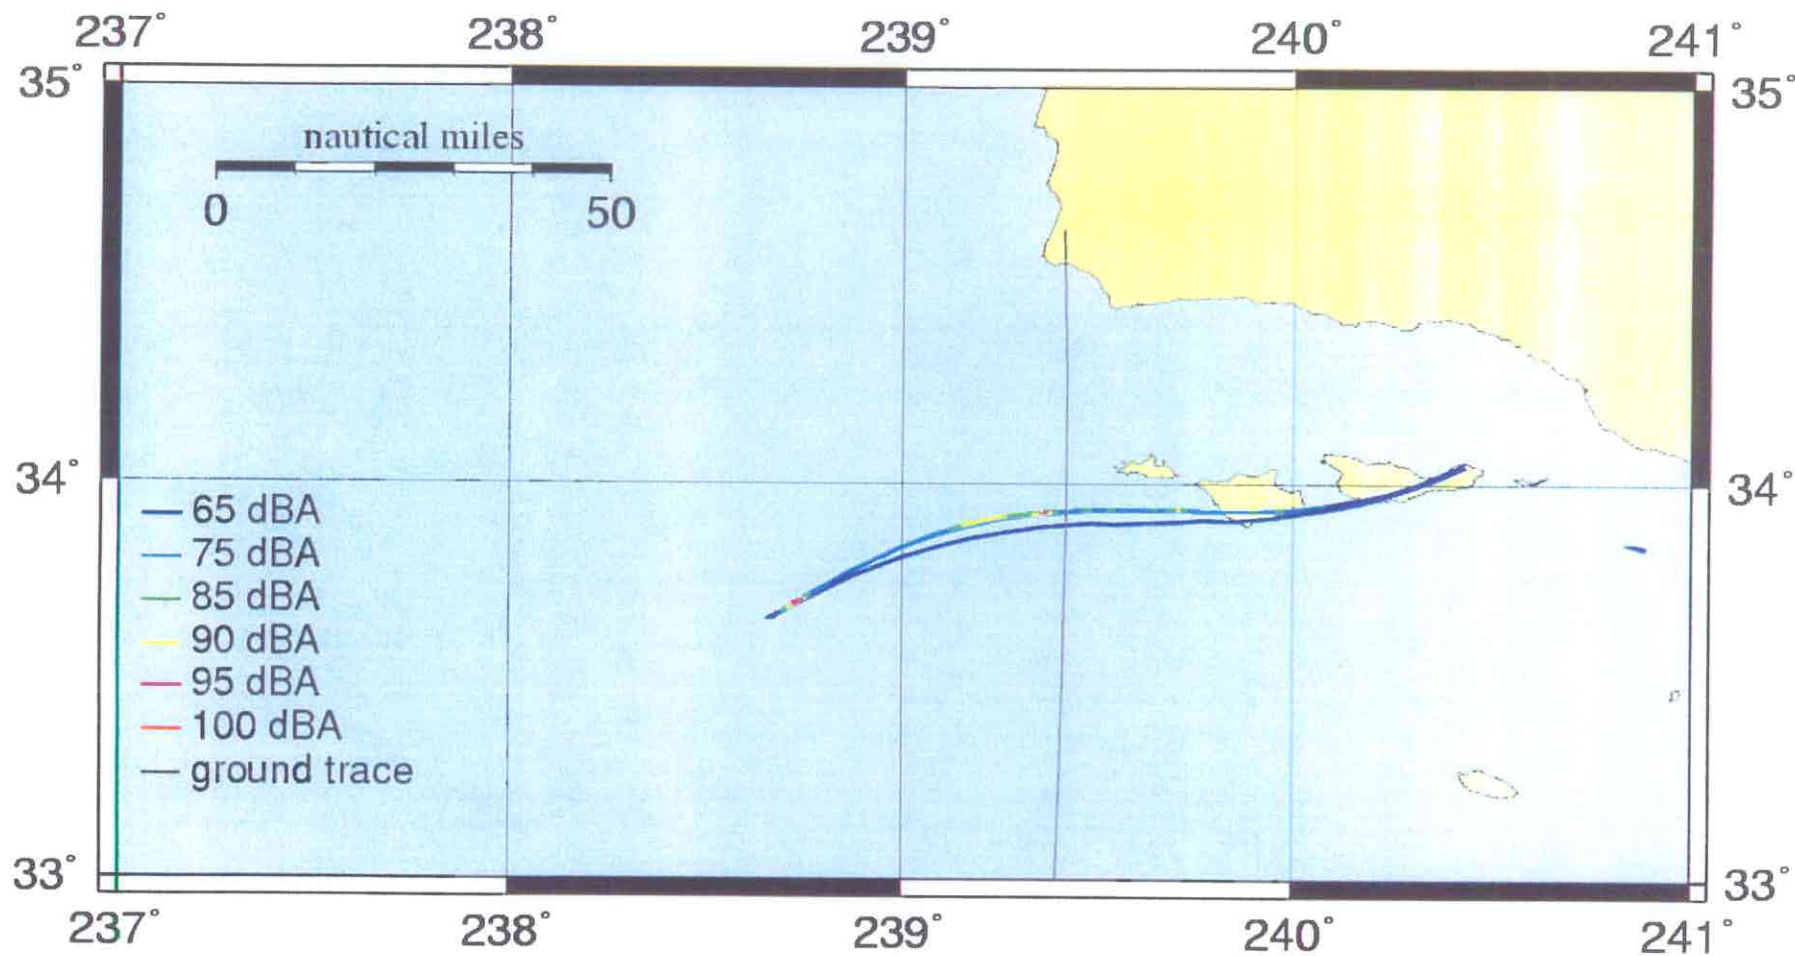 237° 238° 239° 240° 241°
35° 35°
nautical miles
0 50
34° 34°
65 dBA
75 dBA
85 dBA
90 dBA
95 dBA
100 dBA
ground trace
33° 33°
237° 238° 239° 240° 241°